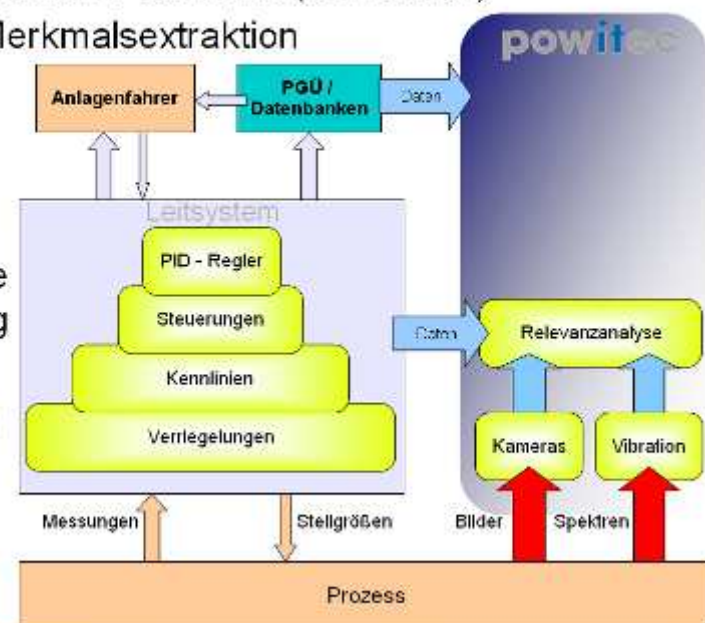 Merkmalsextraktion
powitec
Anlagenfahrer
PGÜ /
Datenbanken
Daten
Leitsystem
PID - Regler
Steuerungen
Daten
Relevanzanalyse
Kennlinien
Verriegelungen
Kameras
Vibration
Messungen
Stellgrößen
Bilder
Spektren
Prozess